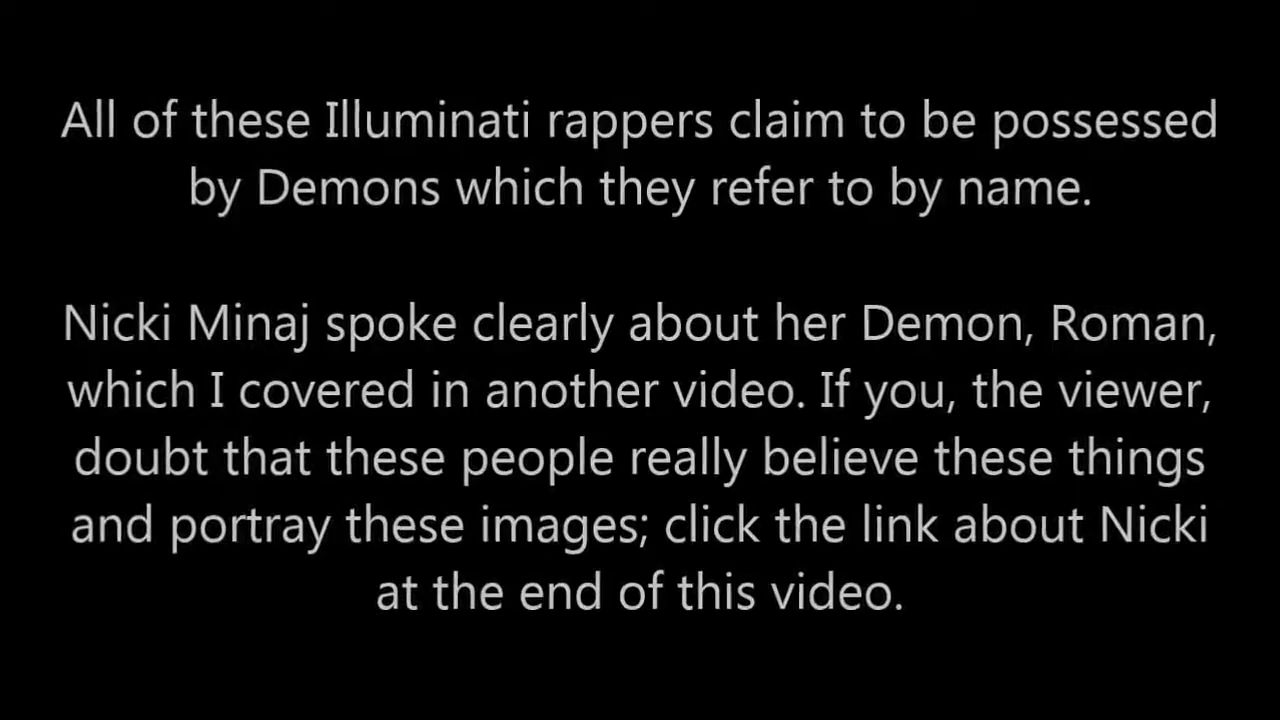 All of these Illuminati rappers claim to be possessed
by Demons which they refer to by name.
Nicki Minaj spoke clearly about her Demon, Roman,
which I covered in another video. If you, the viewer,
doubt that these people really believe these things
and portray these images; click the link about Nicki
at the end of this video.